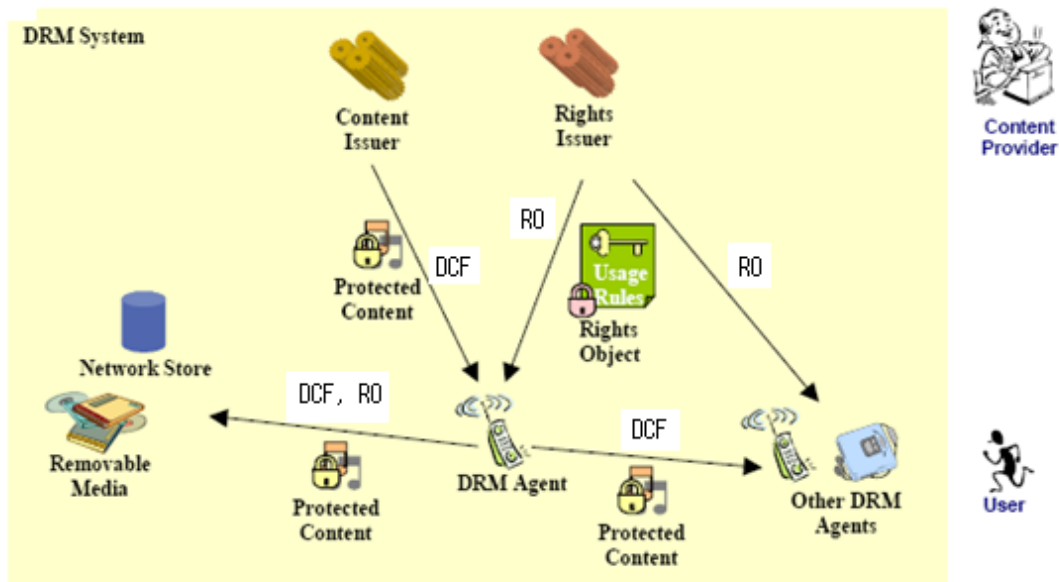 DRM System
Content
Issuer
Rights
Issuer
Content
Provider
RO
Protected
Content
DCF
Usage
Rules
RO
Rights
Object
Network Store
DCF, RO
DCF
Removable
Media
Protected
Content
DRM Agent
Protected
Content
Other DRM
Agents
User